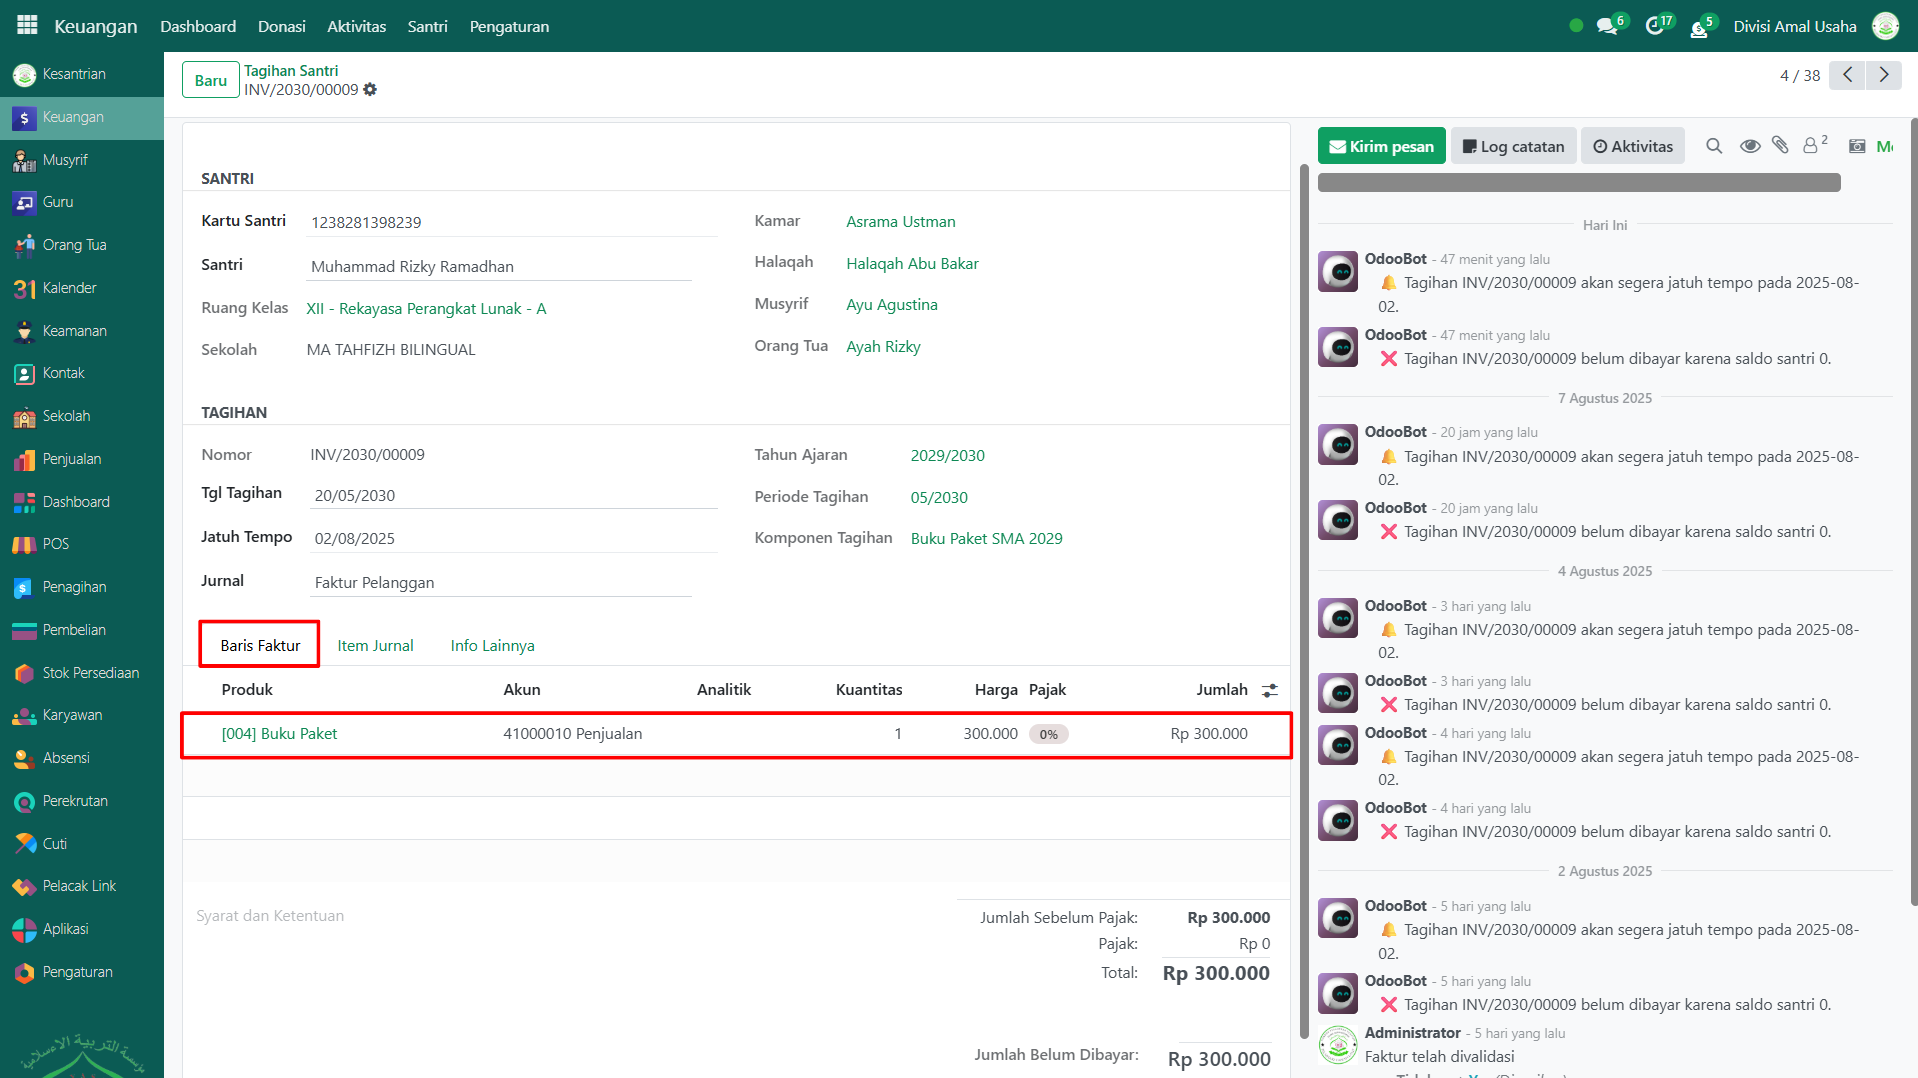 Keuangan Dashboard Donasi Aktivitas Santri Pengaturan 6 17 5 Divisi Amal Usaha
Kesantrian
Keuangan
Musyrif
Guru
Orang Tua
31 Kalender
Keamanan
Kontak
Sekolah
Penjualan
Dashboard
POS
Penagihan
Pembelian
Stok Persediaan
Karyawan
Absensi
Perekrutan
Cuti
Pelacak Link
Aplikasi
Pengaturan
Baru
Tagihan Santri
INV/2030/00009
4 / 38
SANTRI
Kartu Santri 1238281398239
Santri Muhammad Rizky Ramadhan
Ruang Kelas XII - Rekayasa Perangkat Lunak - A
Sekolah MA TAHFIZH BILINGUAL
Kamar Asrama Ustman
Halaqah Halaqah Abu Bakar
Musyrif Ayu Agustina
Orang Tua Ayah Rizky
TAGIHAN
Nomor INV/2030/00009
Tgl Tagihan 20/05/2030
Jatuh Tempo 02/08/2025
Jurnal Faktur Pelanggan
Tahun Ajaran 2029/2030
Periode Tagihan 05/2030
Komponen Tagihan Buku Paket SMA 2029
Baris Faktur Item Jurnal Info Lainnya
Produk Akun Analitik Kuantitas Harga Pajak Jumlah
[004] Buku Paket 41000010 Penjualan 1 300.000 0% Rp 300.000
Syarat dan Ketentuan
Jumlah Sebelum Pajak: Rp 300.000
Pajak: Rp 0
Total: Rp 300.000
Jumlah Belum Dibayar: Rp 300.000
Kirim pesan Log catatan Aktivitas 2
Hari Ini
OdooBot - 47 menit yang lalu
Tagihan INV/2030/00009 akan segera jatuh tempo pada 2025-08-
02.
OdooBot - 47 menit yang lalu
Tagihan INV/2030/00009 belum dibayar karena saldo santri 0.
7 Agustus 2025
OdooBot - 20 jam yang lalu
Tagihan INV/2030/00009 akan segera jatuh tempo pada 2025-08-
02.
OdooBot - 20 jam yang lalu
Tagihan INV/2030/00009 belum dibayar karena saldo santri 0.
4 Agustus 2025
OdooBot - 3 hari yang lalu
Tagihan INV/2030/00009 akan segera jatuh tempo pada 2025-08-
02.
OdooBot - 3 hari yang lalu
Tagihan INV/2030/00009 belum dibayar karena saldo santri 0.
OdooBot - 4 hari yang lalu
Tagihan INV/2030/00009 akan segera jatuh tempo pada 2025-08-
02.
OdooBot - 4 hari yang lalu
Tagihan INV/2030/00009 belum dibayar karena saldo santri 0.
2 Agustus 2025
OdooBot - 5 hari yang lalu
Tagihan INV/2030/00009 akan segera jatuh tempo pada 2025-08-
02.
OdooBot - 5 hari yang lalu
Tagihan INV/2030/00009 belum dibayar karena saldo santri 0.
Administrator - 5 hari yang lalu
Faktur telah divalidasi